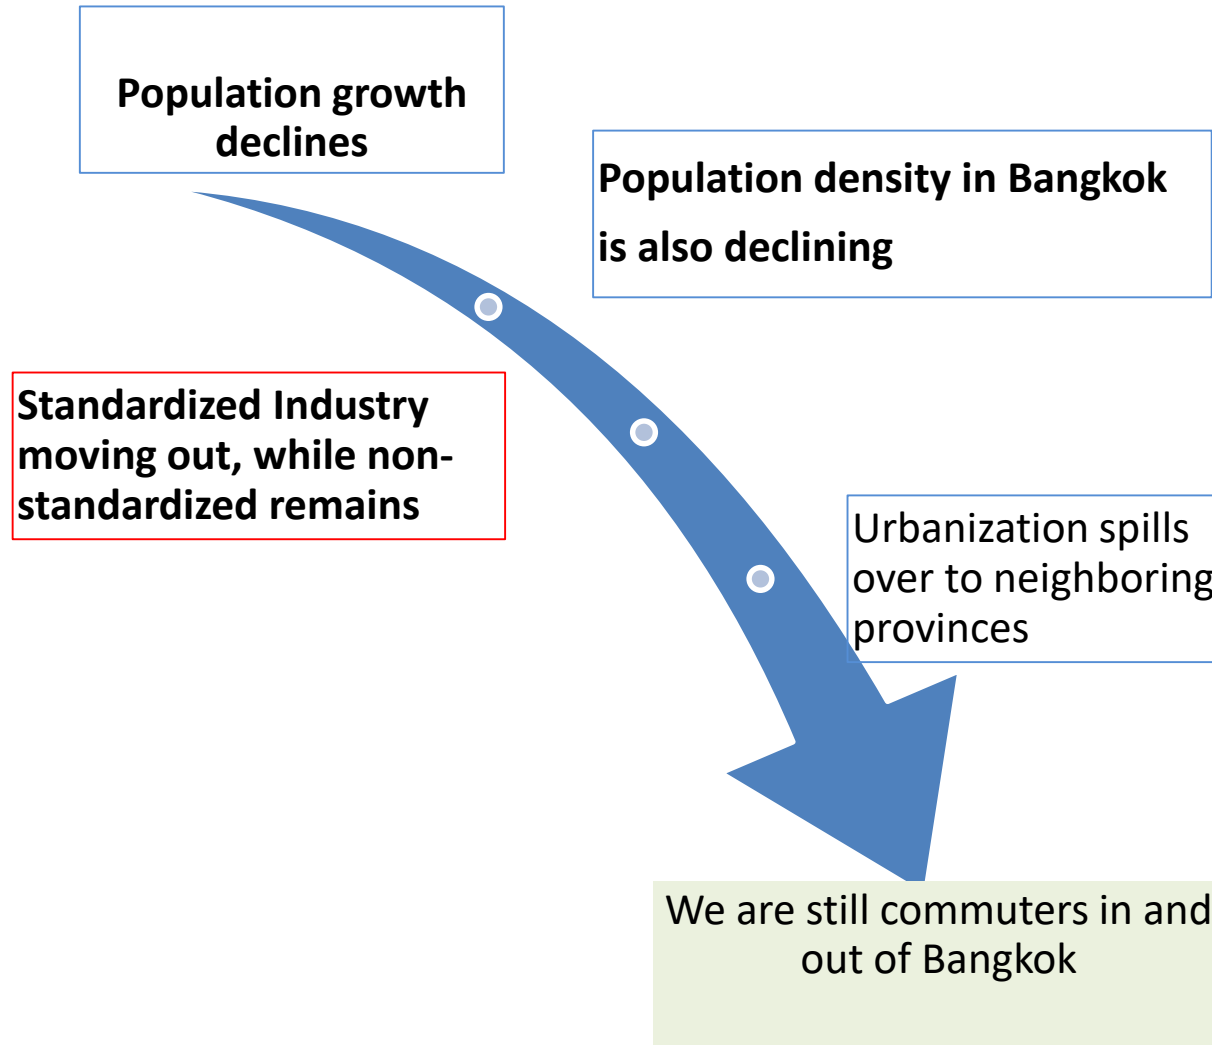 Population growth
declines
Population density in Bangkok
is also declining
Standardized Industry
moving out, while non-
standardized remains
Urbanization spills
over to neighboring
provinces
We are still commuters in and
out of Bangkok